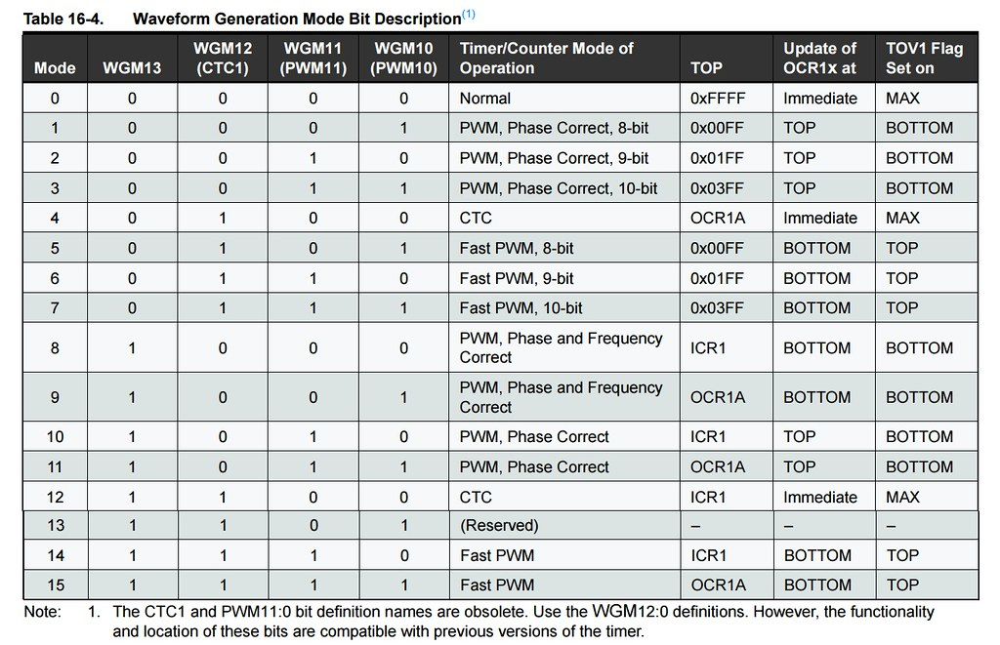 Table 16-4. Waveform Generation Mode Bit Description(1)
Mode WGM13 WGM12 (CTC1) WGM11 (PWM11) WGM10 (PWM10) Timer/Counter Mode of Operation TOP Update of OCR1x at TOV1 Flag Set on
0 0 0 0 0 Normal 0xFFFF Immediate MAX
1 0 0 0 1 PWM, Phase Correct, 8-bit 0x00FF TOP BOTTOM
2 0 0 1 0 PWM, Phase Correct, 9-bit 0x01FF TOP BOTTOM
3 0 0 1 1 PWM, Phase Correct, 10-bit 0x03FF TOP BOTTOM
4 0 1 0 0 CTC OCR1A Immediate MAX
5 0 1 0 1 Fast PWM, 8-bit 0x00FF BOTTOM TOP
6 0 1 1 0 Fast PWM, 9-bit 0x01FF BOTTOM TOP
7 0 1 1 1 Fast PWM, 10-bit 0x03FF BOTTOM TOP
8 1 0 0 0 PWM, Phase and Frequency Correct ICR1 BOTTOM BOTTOM
9 1 0 0 1 PWM, Phase and Frequency Correct OCR1A BOTTOM BOTTOM
10 1 0 1 0 PWM, Phase Correct ICR1 TOP BOTTOM
11 1 0 1 1 PWM, Phase Correct OCR1A TOP BOTTOM
12 1 1 0 0 CTC ICR1 Immediate MAX
13 1 1 0 1 (Reserved) – – –
14 1 1 1 0 Fast PWM ICR1 BOTTOM TOP
15 1 1 1 1 Fast PWM OCR1A BOTTOM TOP
Note: 1. The CTC1 and PWM11:0 bit definition names are obsolete. Use the WGM12:0 definitions. However, the functionality
and location of these bits are compatible with previous versions of the timer.